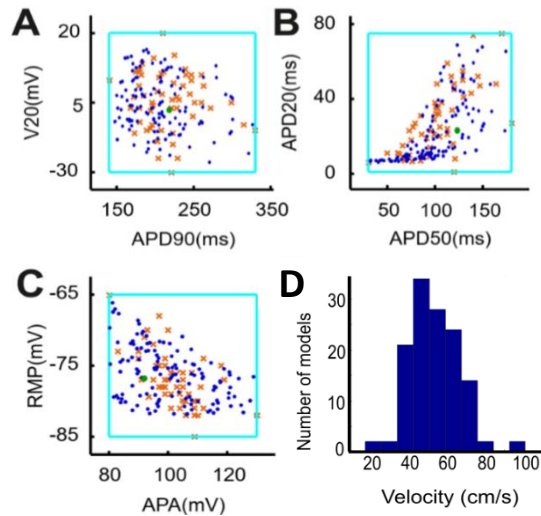 A
B
20
5
-30
V20(mV)
150
250
350
APD90(ms)
80
40
0
APD20(ms)
50
100
150
APD50(ms)
C
D
-65
-75
-85
RMP(mV)
80
100
120
APA(mV)
30
20
10
0
Number of models
20
40
60
80
100
Velocity (cm/s)